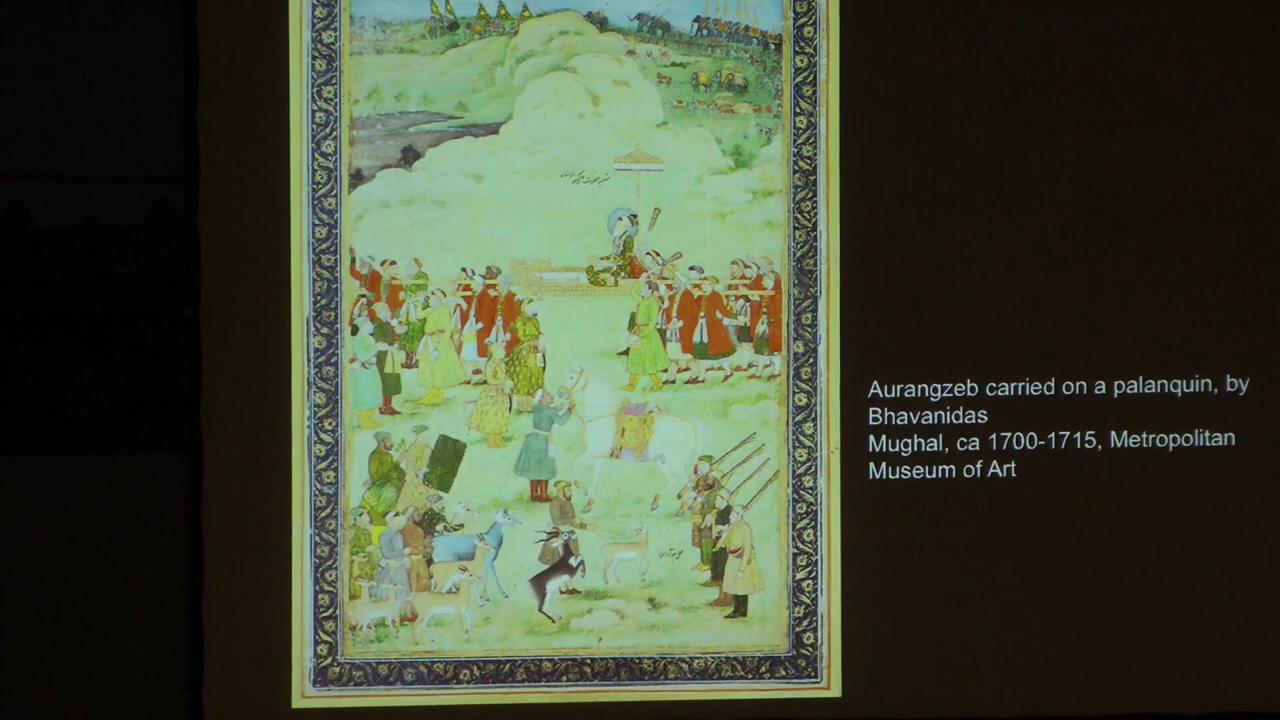 Aurangzeb carried on a palanquin, by
Bhavanidas
Mughal, ca 1700-1715, Metropolitan
Museum of Art